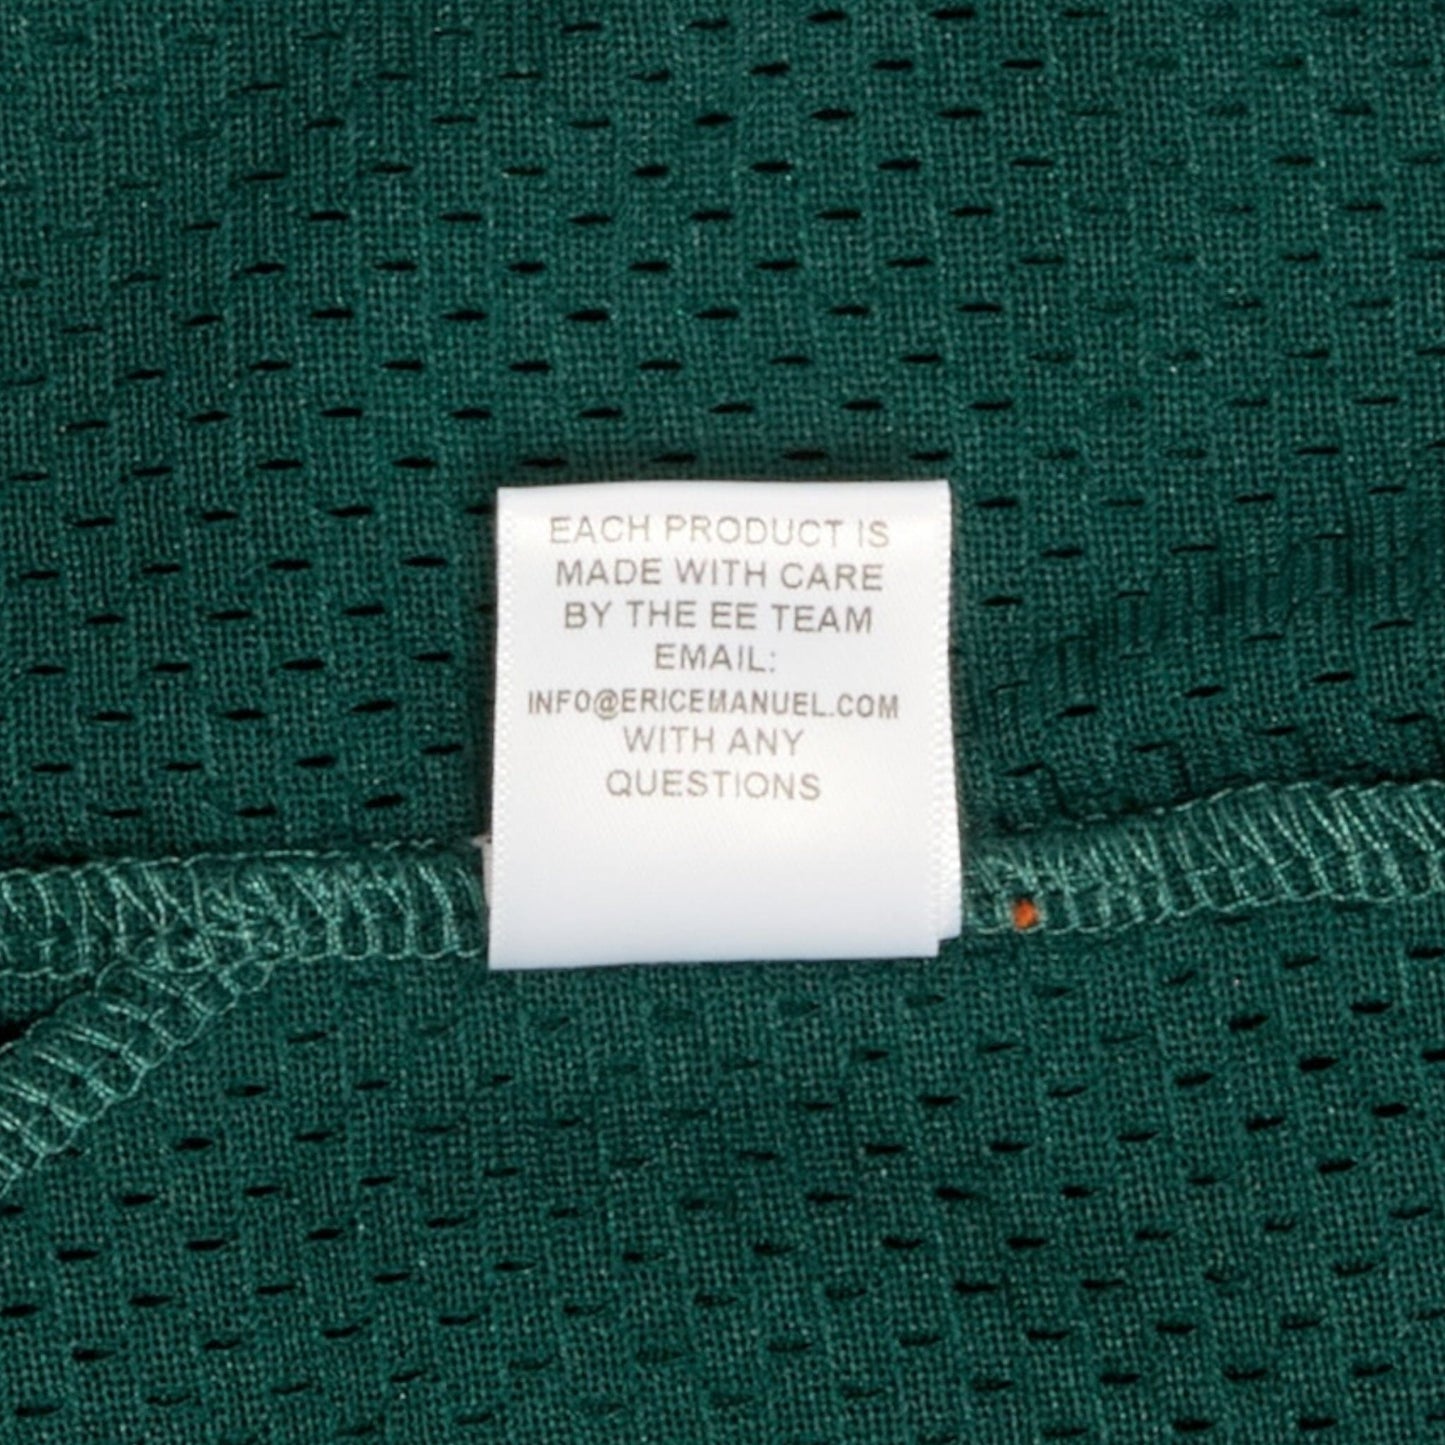 EACH PRODUCT IS
MADE WITH CARE
BY THE EE TEAM
EMAIL:
INFO@ERICEMANUEL.COM
WITH ANY
QUESTIONS